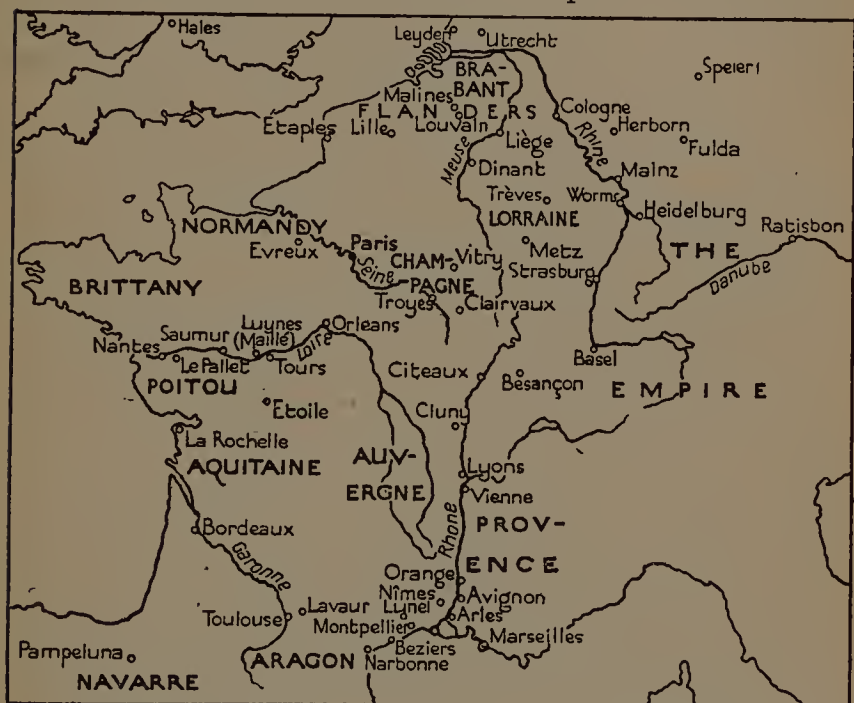 Hales
Leyden
Utrecht
Speier
BRA-
BANT
Malines
FLANDERS
Louvain
Lille
Etaples
Cologne
Herborn
Rhine
Fulda
Liège
Meuse
Dinant
Mainz
Trèves
Worms
LORRAINE
Heidelburg
Ratisbon
NORMANDY
Evreux
Paris
Seine
CHAM-
PAGNE
Vitry
Metz
THE
Strasburg
Danube
BRITTANY
Troyes
Clairvaux
Luynes
(Maillé)
Saumur
Orleans
Loire
Nantes
Le Pallet
Tours
Basel
POITOU
Citeaux
Besançon
EMPIRE
Etoile
Cluny
La Rochelle
AQUITAINE
AUV-
ERGNE
Lyons
Vienne
Rhone
PROV-
ENCE
Bordeaux
Garonne
Orange
Nîmes
Avignon
Lunel
Arles
Toulouse
Lavaur
Montpellier
Marseilles
Beziers
Pampeluna
ARAGON
Narbonne
NAVARRE